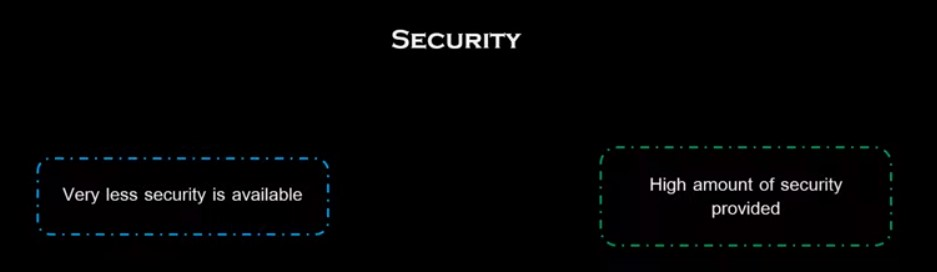 SECURITY
Very less security is available
High amount of security
provided